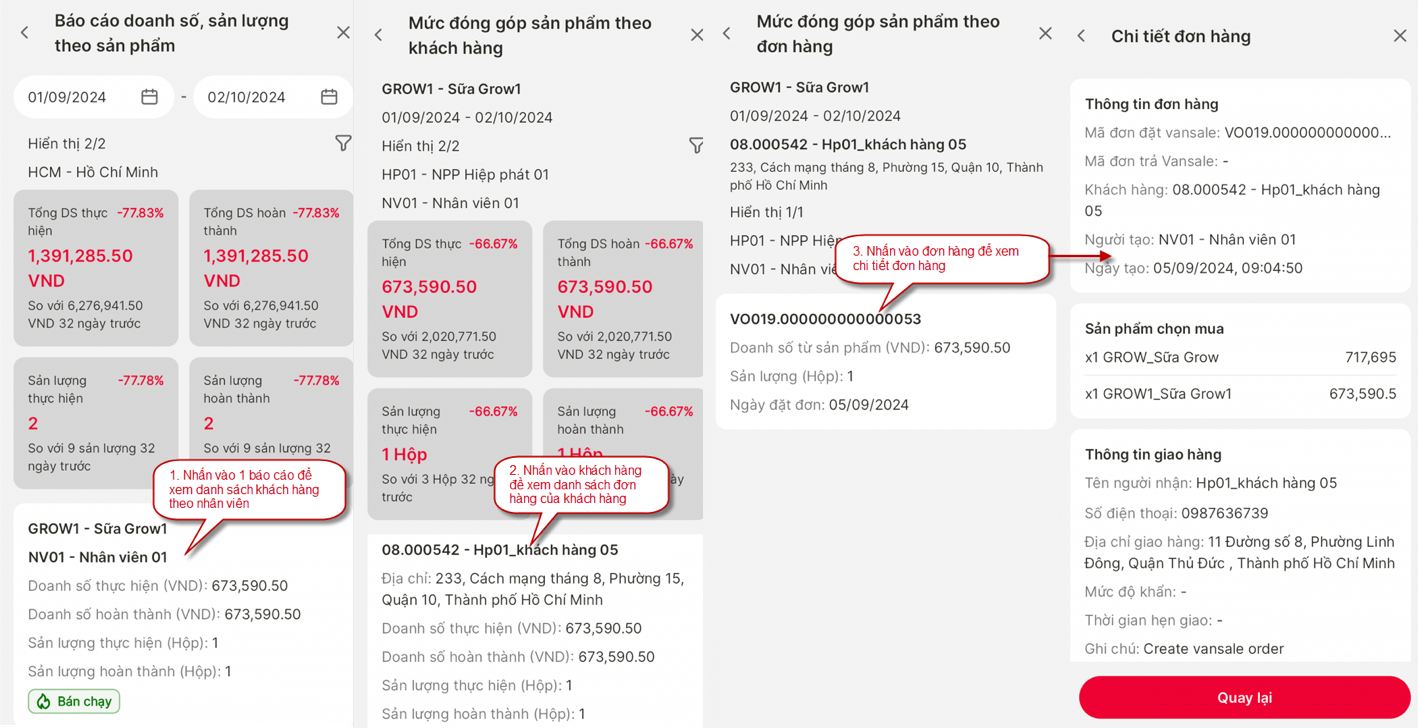 Báo cáo doanh số, sản lượng
theo sản phẩm
01/09/2024 - 02/10/2024
Hiển thị 2/2
HCM - Hồ Chí Minh
Tổng DS thực -77.83%
hiện
1,391,285.50
VND
So với 6,276,941.50
VND 32 ngày trước
Tổng DS hoàn -77.83%
thành
1,391,285.50
VND
So với 6,276,941.50
VND 32 ngày trước
Sản lượng -77.78%
thực hiện
2
So với 9 sản lượng 32
ngày trước
Sản lượng -77.78%
hoàn thành
2
So với 9 sản lượng 32
1. Nhấn vào 1 báo cáo để
xem danh sách khách hàng
theo nhân viên
GROW1 - Sữa Grow1
NV01 - Nhân viên 01
Doanh số thực hiện (VND): 673,590.50
Doanh số hoàn thành (VND): 673,590.50
Sản lượng thực hiện (Hộp): 1
Sản lượng hoàn thành (Hộp): 1
Bán chạy
Mức đóng góp sản phẩm theo
khách hàng
GROW1 - Sữa Grow1
01/09/2024 - 02/10/2024
Hiển thị 2/2
HP01 - NPP Hiệp phát 01
NV01 - Nhân viên 01
Tổng DS thực -66.67%
hiện
673,590.50
VND
So với 2,020,771.50
VND 32 ngày trước
Tổng DS hoàn -66.67%
thành
673,590.50
VND
So với 2,020,771.50
VND 32 ngày trước
Sản lượng -66.67%
thực hiện
1 Hộp
So với 3 Hộp 32 ng
trước
Sản lượng -66.67%
hoàn thành
1 Hộp
2. Nhấn vào khách hàng
để xem danh sách đơn
hàng của khách hàng
08.000542 - Hp01_khách hàng 05
Địa chỉ: 233, Cách mạng tháng 8, Phường 15,
Quận 10, Thành phố Hồ Chí Minh
Doanh số thực hiện (VND): 673,590.50
Doanh số hoàn thành (VND): 673,590.50
Sản lượng thực hiện (Hộp): 1
Sản lượng hoàn thành (Hộp): 1
Mức đóng góp sản phẩm theo
đơn hàng
GROW1 - Sữa Grow1
01/09/2024 - 02/10/2024
08.000542 - Hp01_khách hàng 05
233, Cách mạng tháng 8, Phường 15, Quận 10, Thành
phố Hồ Chí Minh
Hiển thị 1/1
HP01 - NPP Hiệp
NV01 - Nhân viê
3. Nhấn vào đơn hàng để xem
chi tiết đơn hàng
VO019.000000000000053
Doanh số từ sản phẩm (VND): 673,590.50
Sản lượng (Hộp): 1
Ngày đặt đơn: 05/09/2024
Chi tiết đơn hàng
Thông tin đơn hàng
Mã đơn đặt vansale: VO019.000000000000...
Mã đơn trả Vansale: -
Khách hàng: 08.000542 - Hp01_khách hàng
05
Người tạo: NV01 - Nhân viên 01
Ngày tạo: 05/09/2024, 09:04:50
Sản phẩm chọn mua
x1 GROW_Sữa Grow 717,695
x1 GROW1_Sữa Grow1 673,590.5
Thông tin giao hàng
Tên người nhận: Hp01_khách hàng 05
Số điện thoại: 0987636739
Địa chỉ giao hàng: 11 Đường số 8, Phường Linh
Đông, Quận Thủ Đức , Thành phố Hồ Chí Minh
Mức độ khẩn: -
Thời gian hẹn giao: -
Ghi chú: Create vansale order
Quay lại